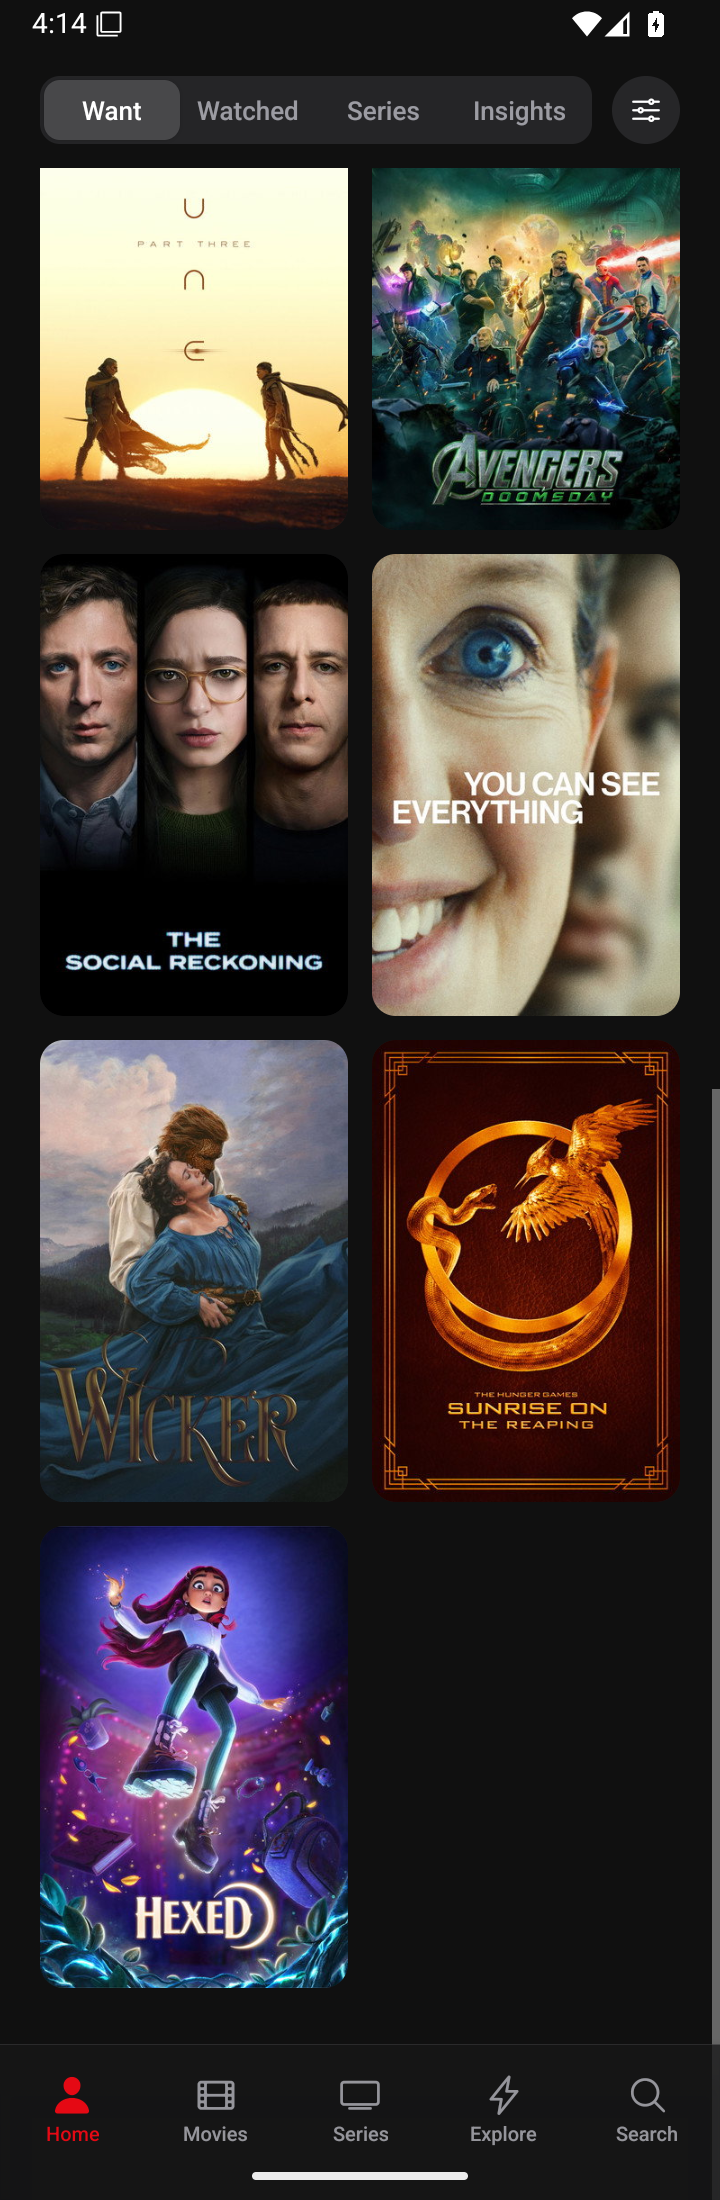 4:14
Want
Watched
Series
Insights
U
PART THREE
N
E
AVENGERS
DOOMSDAY
THE
SOCIAL RECKONING
YOU CAN SEE
EVERYTHING
WICKER
THE HUNGER GAMES
SUNRISE ON
THE REAPING
HEXED
Home
Movies
Series
Explore
Search